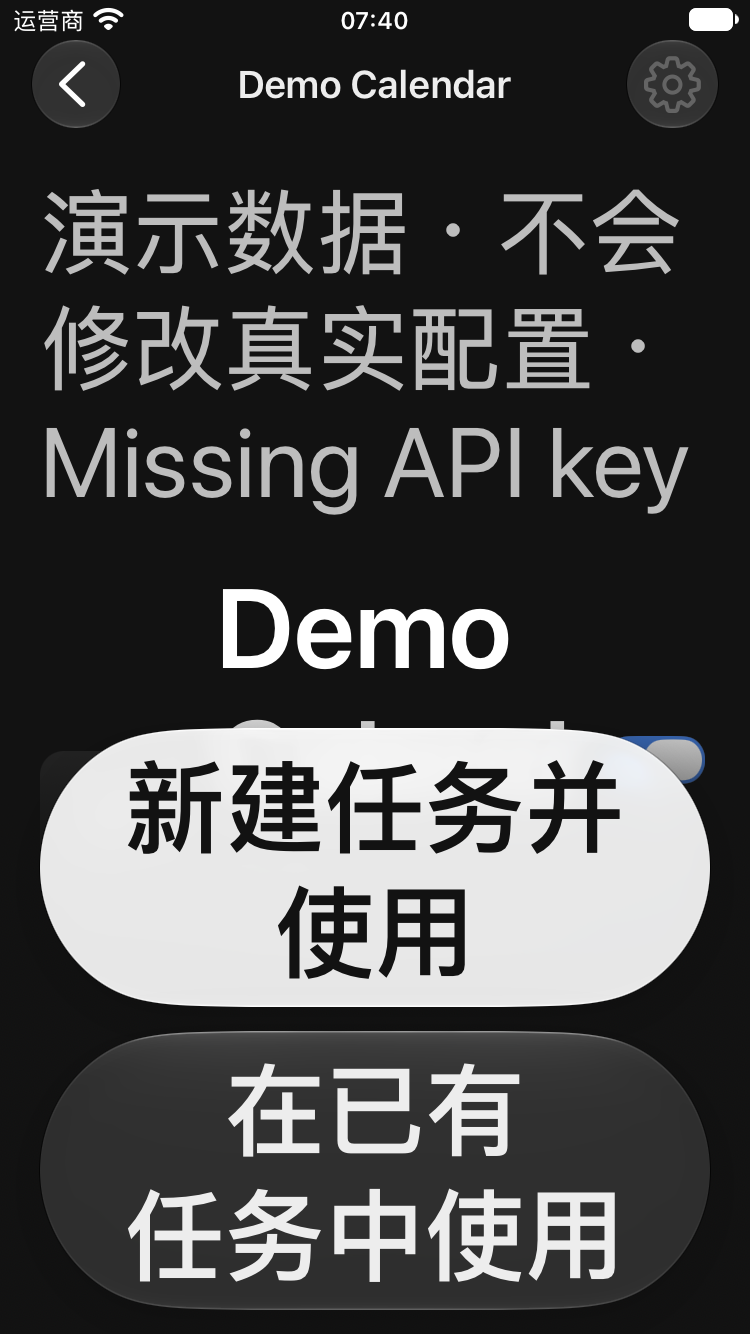 运营商
07:40
Demo Calendar
演示数据 · 不会
修改真实配置 ·
Missing API key
Demo
新建任务并
使用
在已有
任务中使用